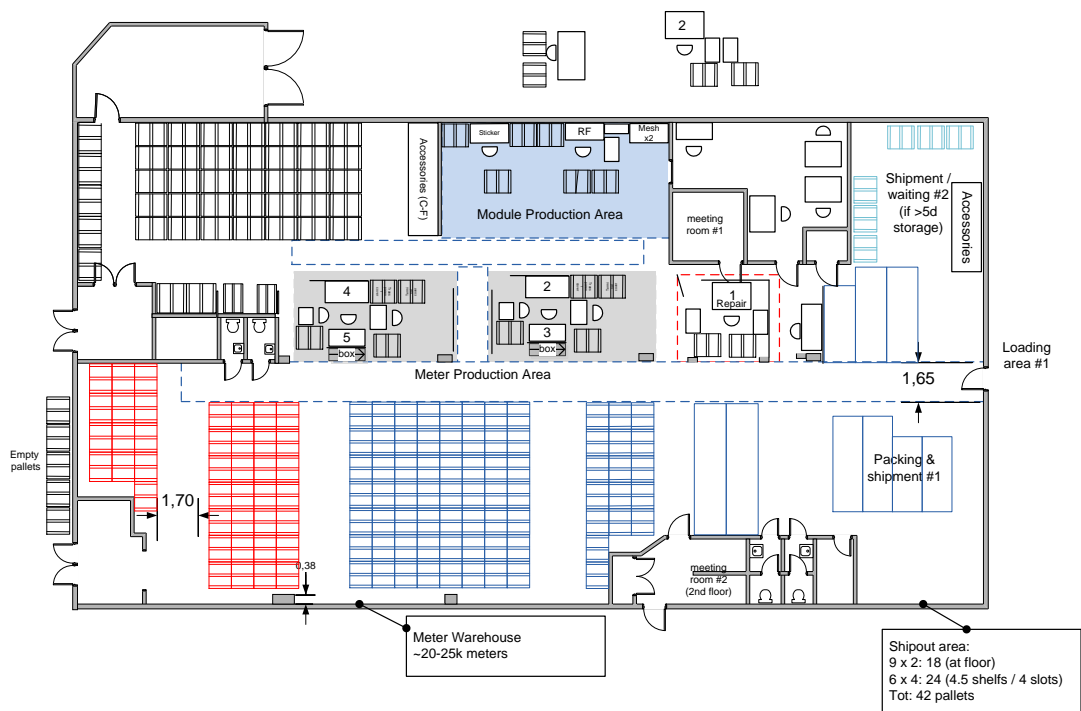 2
Sticker
RF
Mesh
x2
Accessories (C-F)
Module Production Area
meeting
room #1
Shipment /
waiting #2
(if >5d
storage)
Accessories
4
5
box
2
3
box
1
Repair
Meter Production Area
1,65
Loading
area #1
Empty
pallets
1,70
0,38
Packing &
shipment #1
meeting
room #2
(2nd floor)
Meter Warehouse
~20-25k meters
Shipout area:
9 x 2: 18 (at floor)
6 x 4: 24 (4.5 shelfs / 4 slots)
Tot: 42 pallets